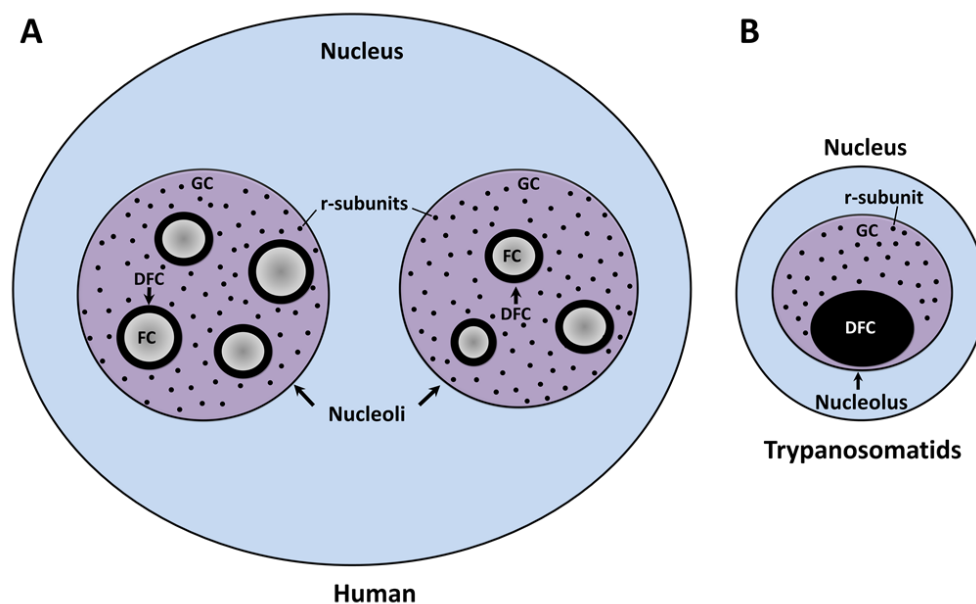 A
Nucleus
GC
r-subunits
GC
DFC
FC
FC
DFC
Nucleoli
Human
B
Nucleus
r-subunit
GC
DFC
Nucleolus
Trypanosomatids